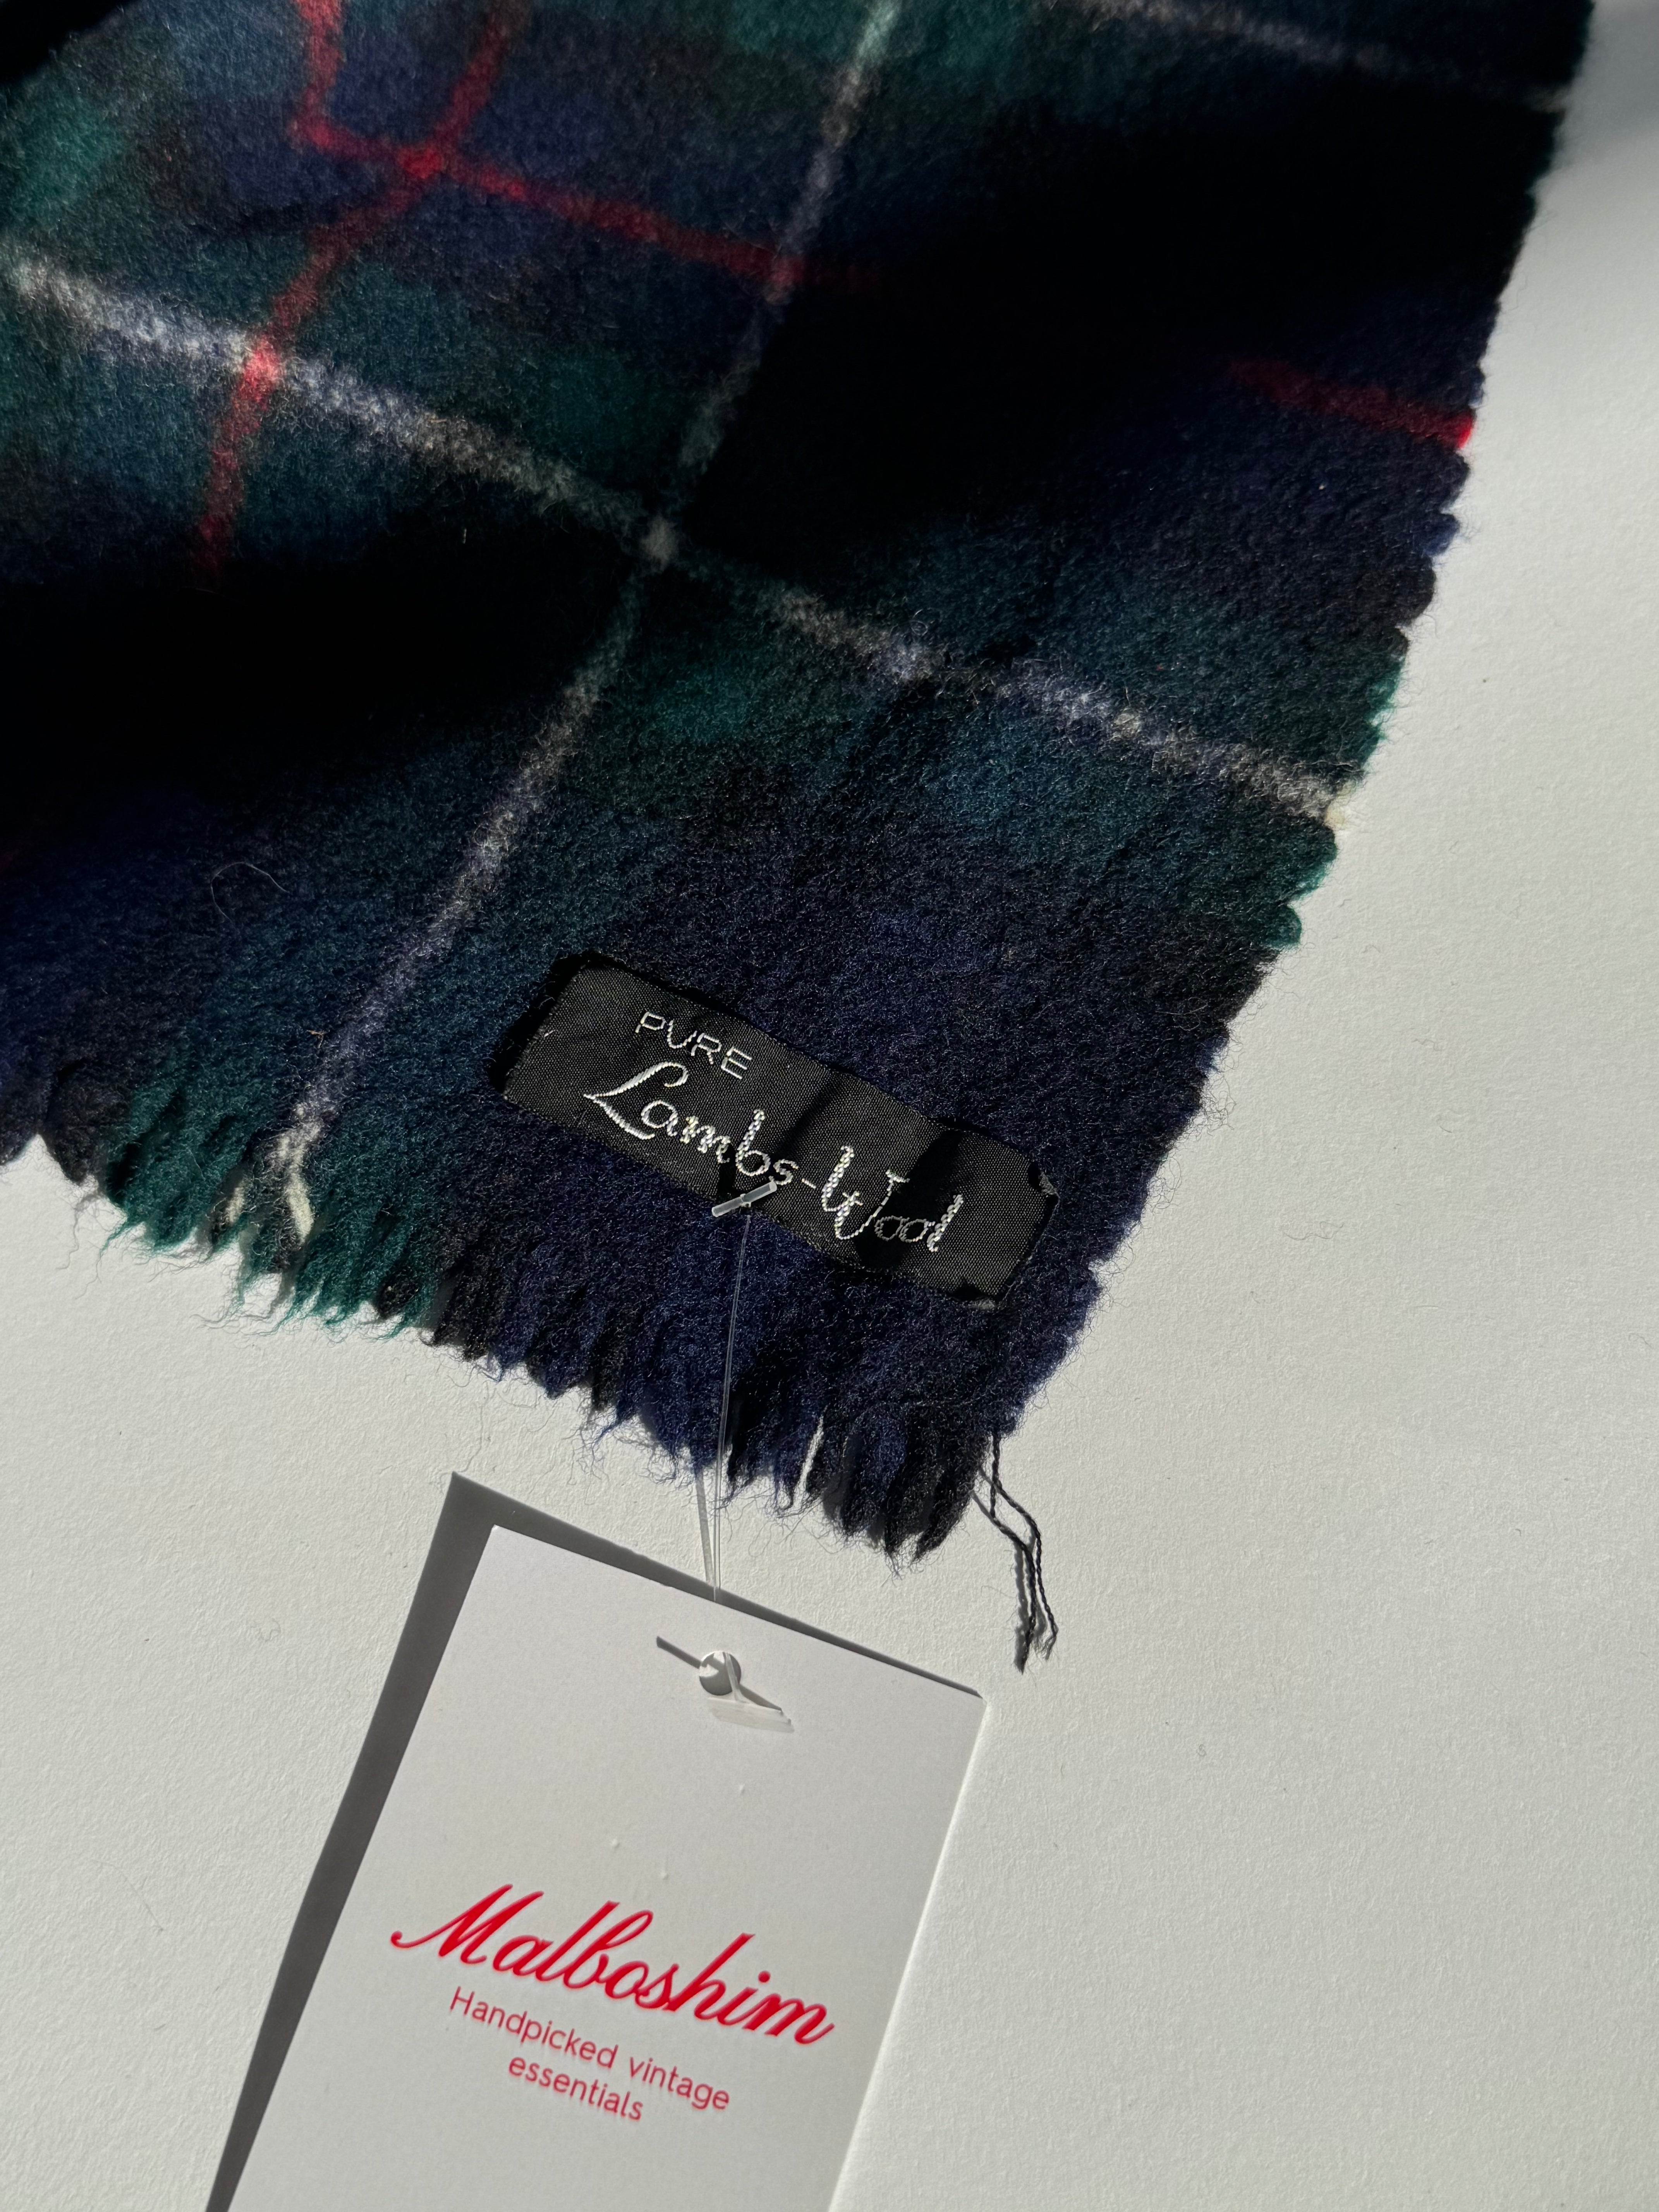 PURE
Lambs-Wool
Malboshim
Handpicked vintage
essentials